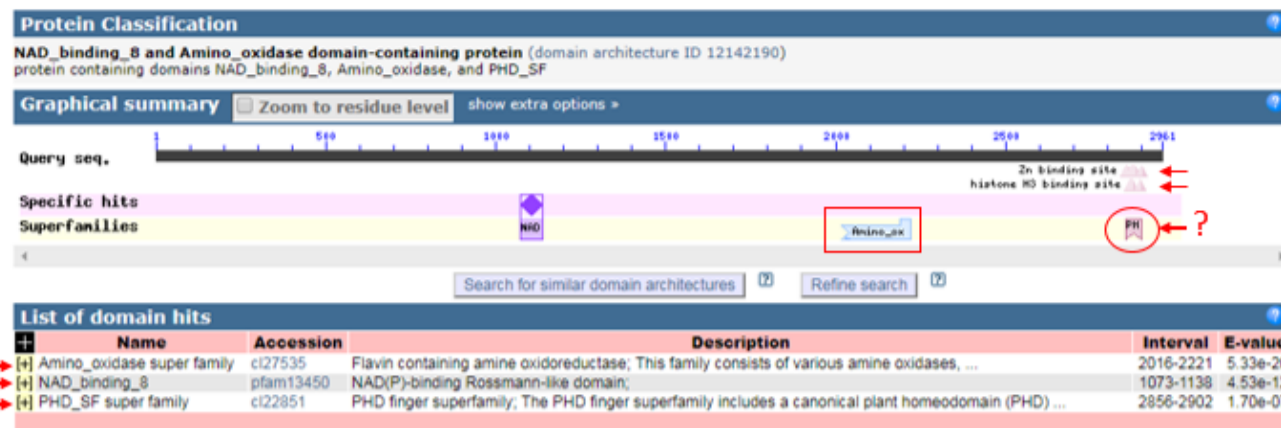 Protein Classification
NAD_binding_8 and Amino_oxidase domain-containing protein (domain architecture ID 12142190)
protein containing domains NAD_binding_8, Amino_oxidase, and PHD_SF
Graphical summary Zoom to residue level show extra options »
1 500 1000 1500 2000 2500 2961
Query seq.
Zn binding site
histone H3 binding site
Specific hits
Superfamilies NAD Amino_ox PH ?
Search for similar domain architectures ? Refine search ?
List of domain hits
Name Accession Description Interval E-value
[+] Amino_oxidase super family cl27535 Flavin containing amine oxidoreductase; This family consists of various amine oxidases, ... 2016-2221
[+] NAD_binding_8 pfam13450 NAD(P)-binding Rossmann-like domain; 1073-1138
[+] PHD_SF super family cl22851 PHD finger superfamily; The PHD finger superfamily includes a canonical plant homeodomain (PHD) ... 2856-2902